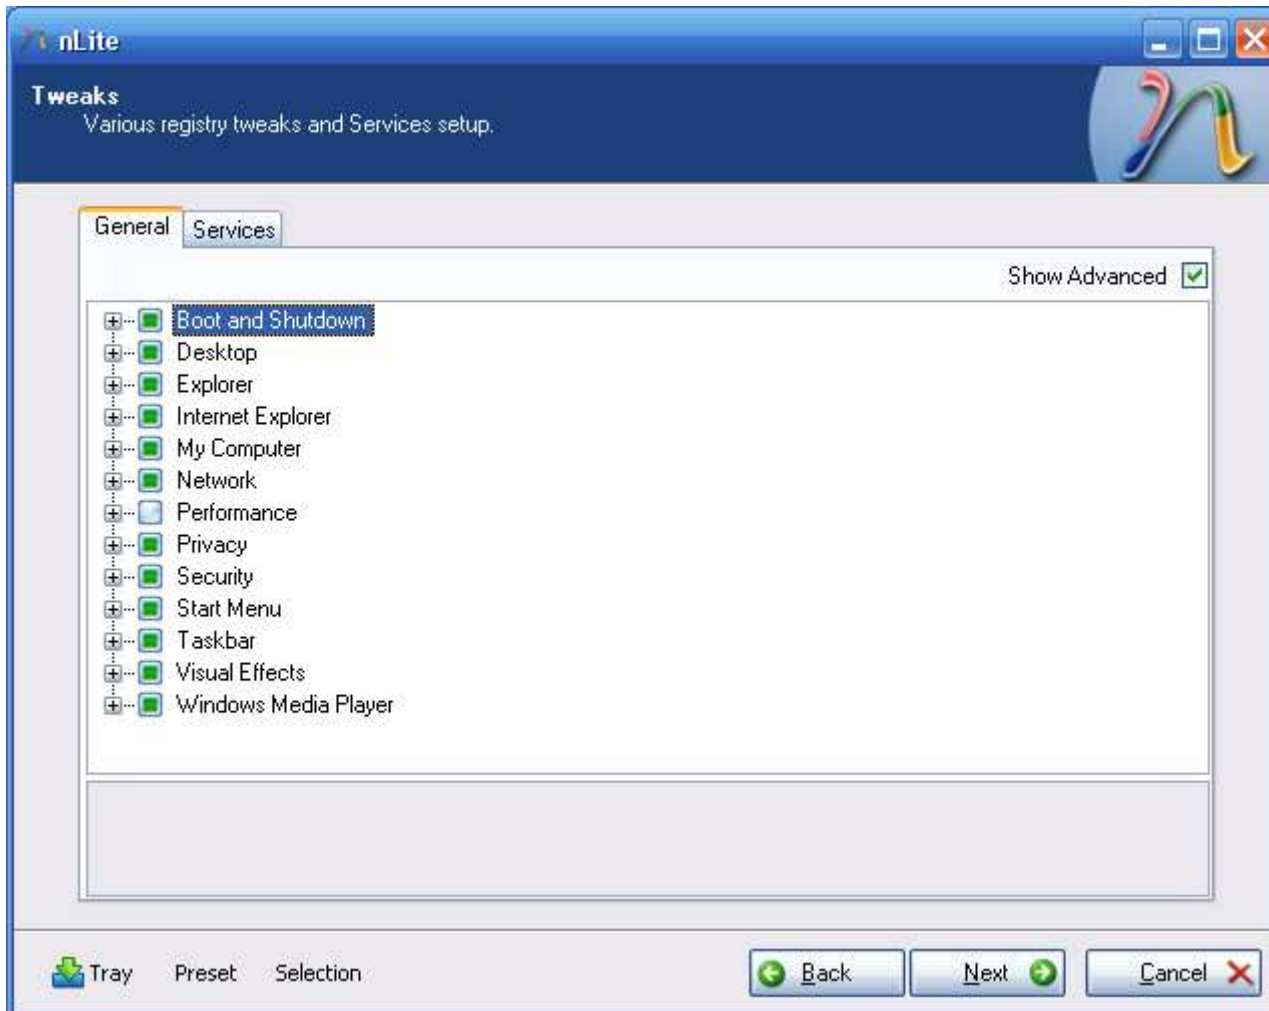 nLite
Tweaks
Various registry tweaks and Services setup.
General Services
Show Advanced
Boot and Shutdown
Desktop
Explorer
Internet Explorer
My Computer
Network
Performance
Privacy
Security
Start Menu
Taskbar
Visual Effects
Windows Media Player
Tray Preset Selection Back Next Cancel